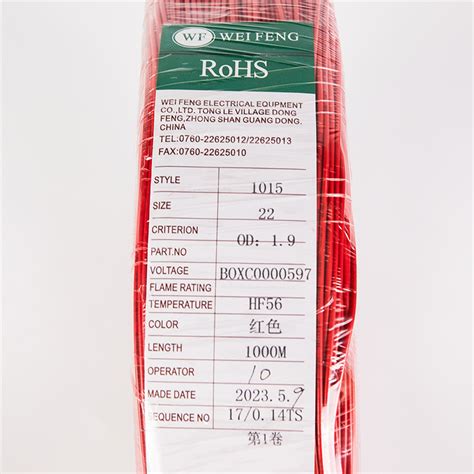 WF WEI FENG
RoHS
WEI FENG ELECTRICAL EQUPMENT
CO.,LTD. TONG LE VILLAGE DONG
FENG,ZHONG SHAN GUANG DONG.
CHINA
TEL:0760-22625012/22625013
FAX:0760-22625010
STYLE 1015
SIZE 22
CRITERION OD: 1.9
PART.NO
VOLTAGE BOXC0000597
FLAME RATING
TEMPERATURE HF56
COLOR 红色
LENGTH 1000M
OPERATOR 10
MADE DATE 2023.5.9
SEQUENCE NO 17/0.14TS
第1卷